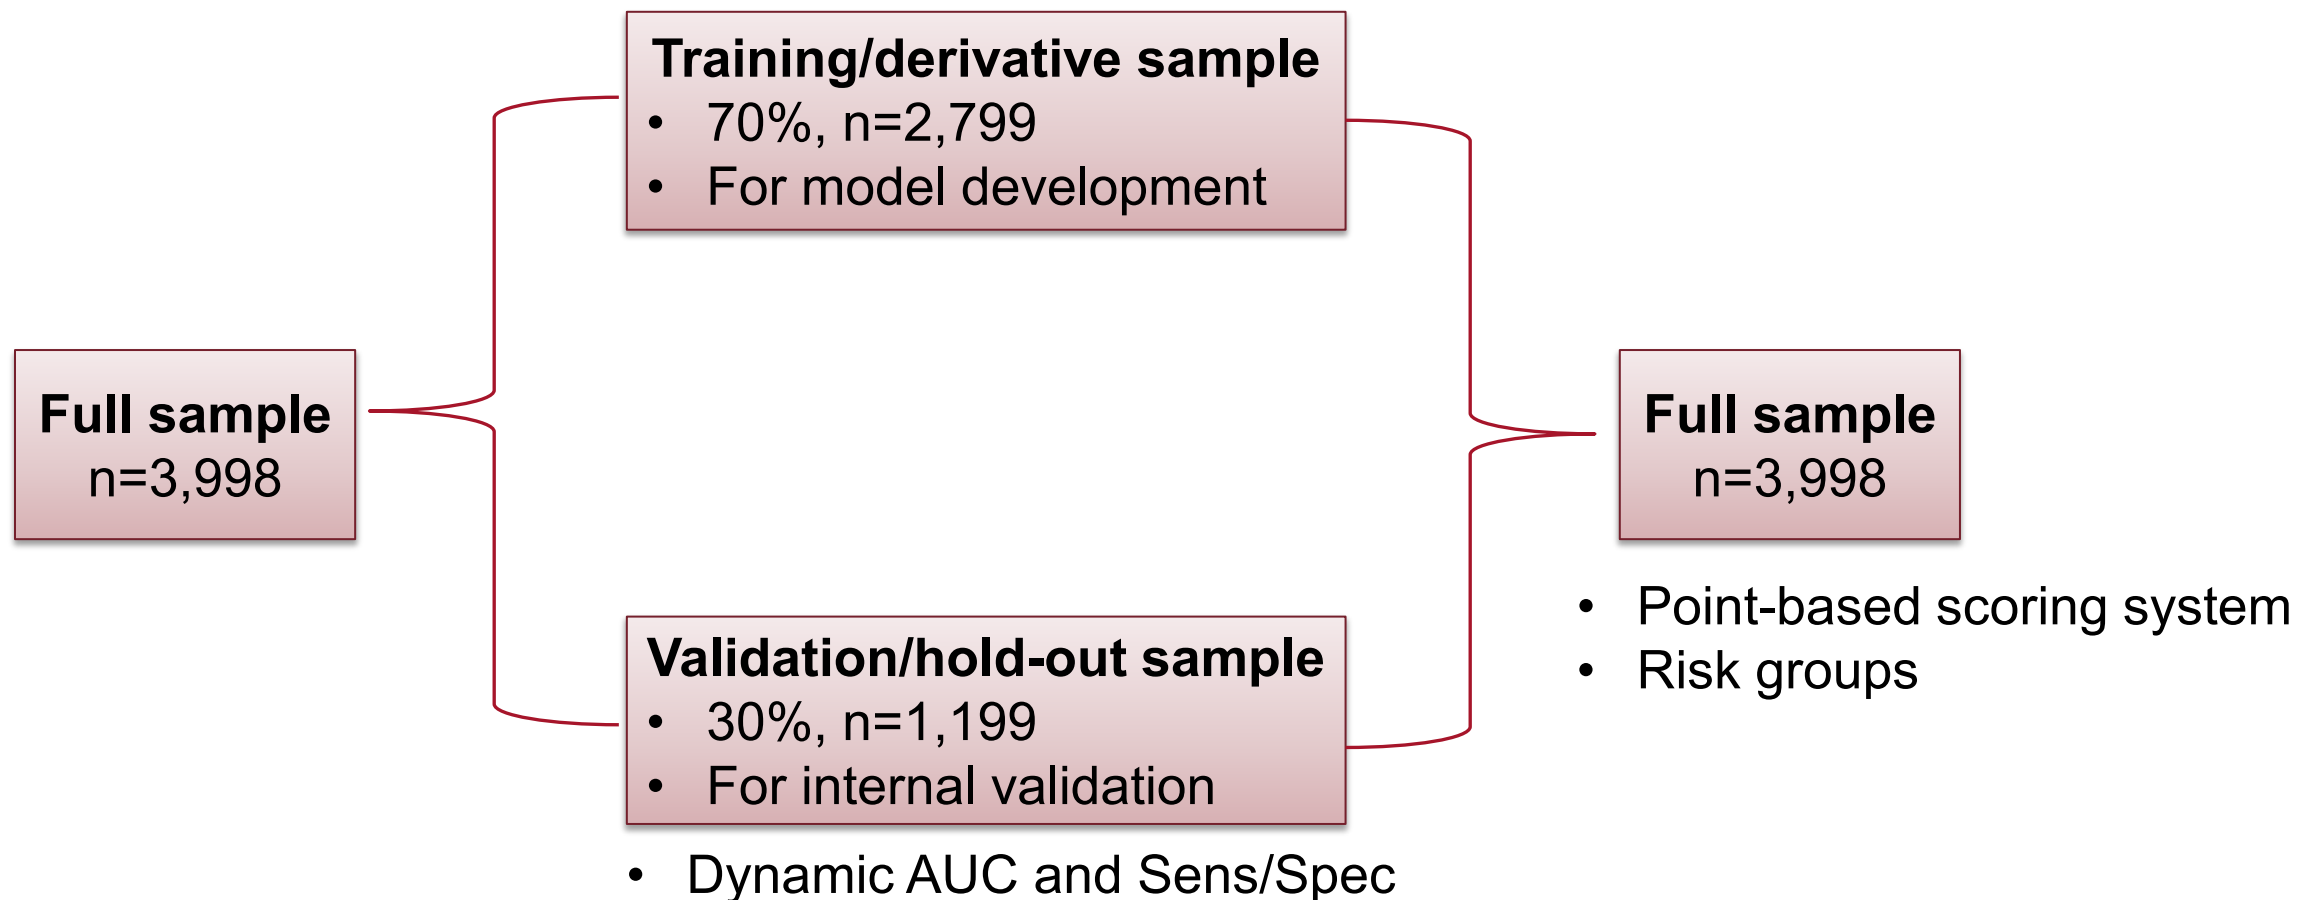 Full sample
n=3,998
Training/derivative sample
• 70%, n=2,799
• For model development
Validation/hold-out sample
• 30%, n=1,199
• For internal validation
• Dynamic AUC and Sens/Spec
Full sample
n=3,998
• Point-based scoring system
• Risk groups